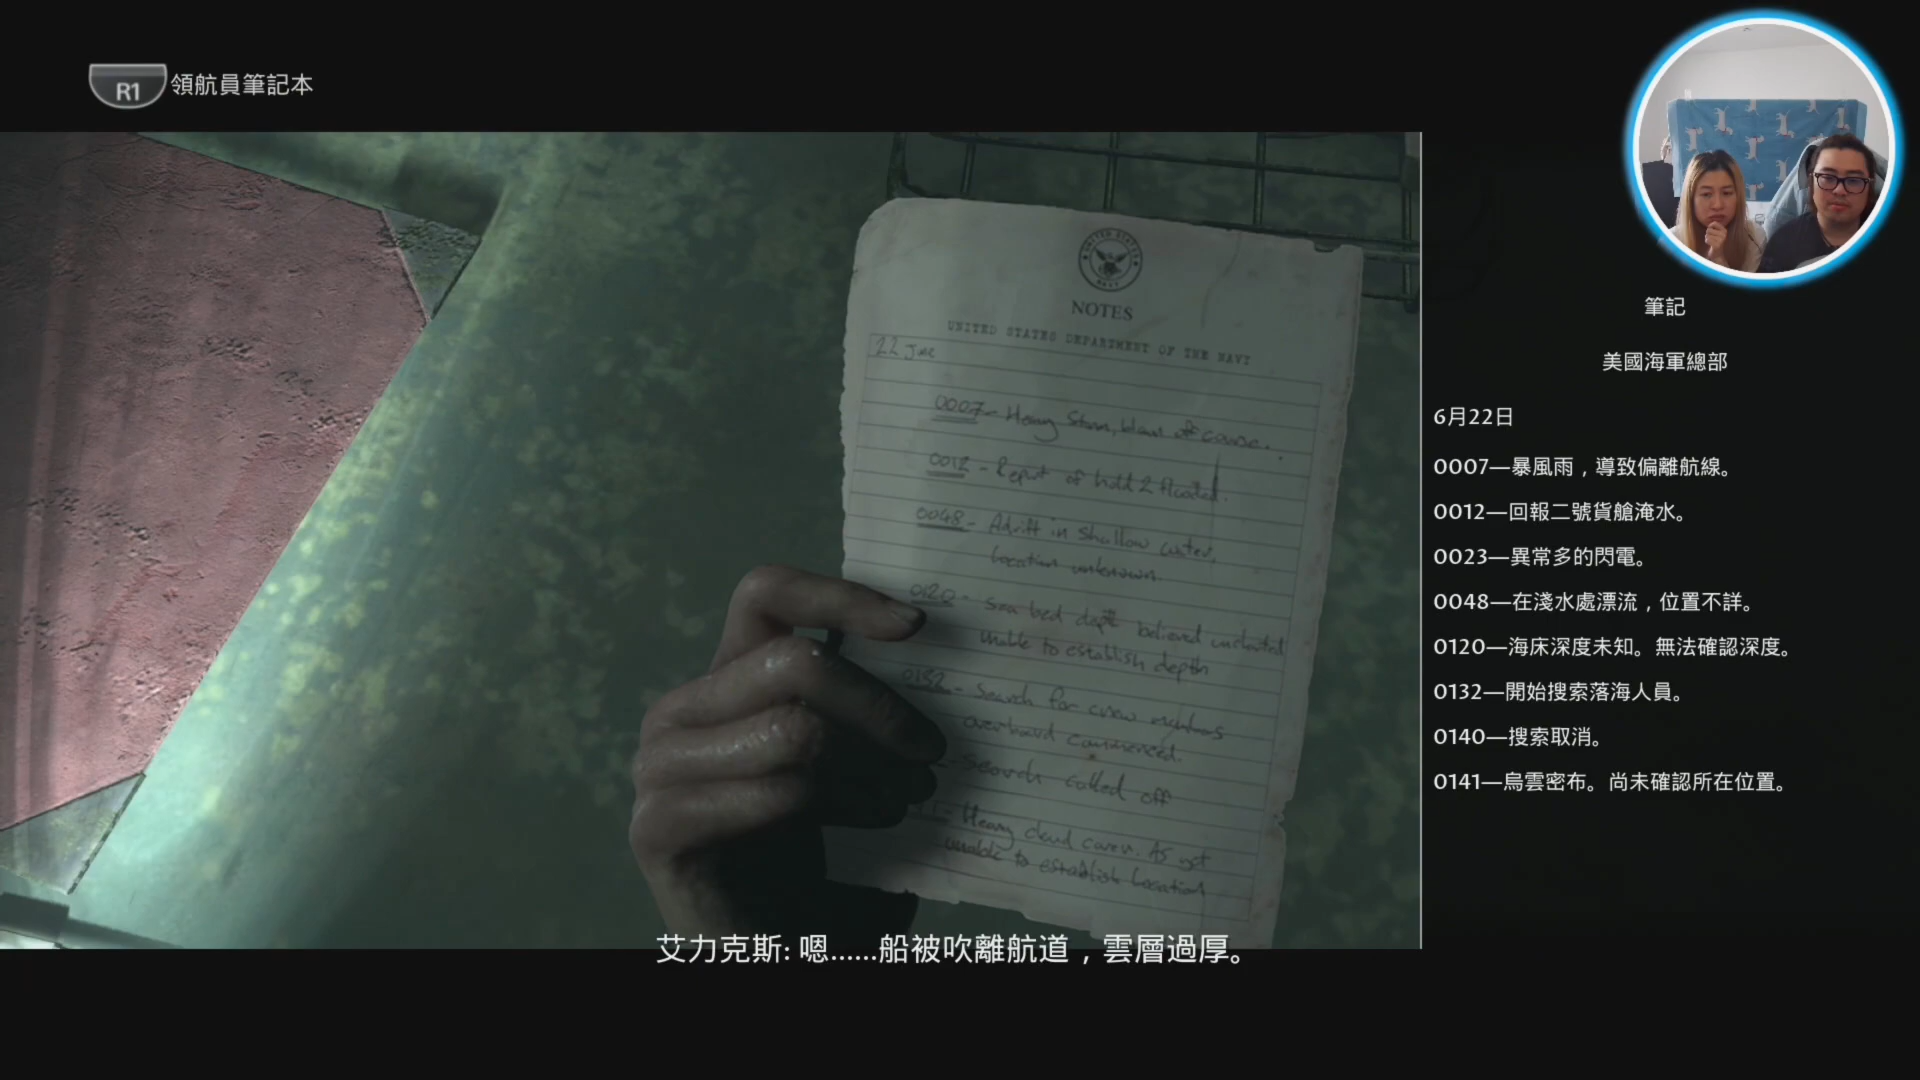 R1 領航員筆記本
UNITED STATES
NAVY
NOTES
UNITED STATES DEPARTMENT OF THE NAVY
22 June
0007- Heavy Storm, blown off course.
0012 - Report of hold 2 flooded.
0048- Adrift in shallow water,
location unknown.
0120 - Sea bed depth believed uncharted
unable to establish depth
0132 - Search for crew members
overboard commenced.
Search called off
Heavy cloud cover. As yet
unable to establish location
筆記
美國海軍總部
6月22日
0007—暴風雨，導致偏離航線。
0012—回報二號貨艙淹水。
0023—異常多的閃電。
0048—在淺水處漂流，位置不詳。
0120—海床深度未知。無法確認深度。
0132—開始搜索落海人員。
0140—搜索取消。
0141—烏雲密布。尚未確認所在位置。
艾力克斯: 嗯......船被吹離航道，雲層過厚。